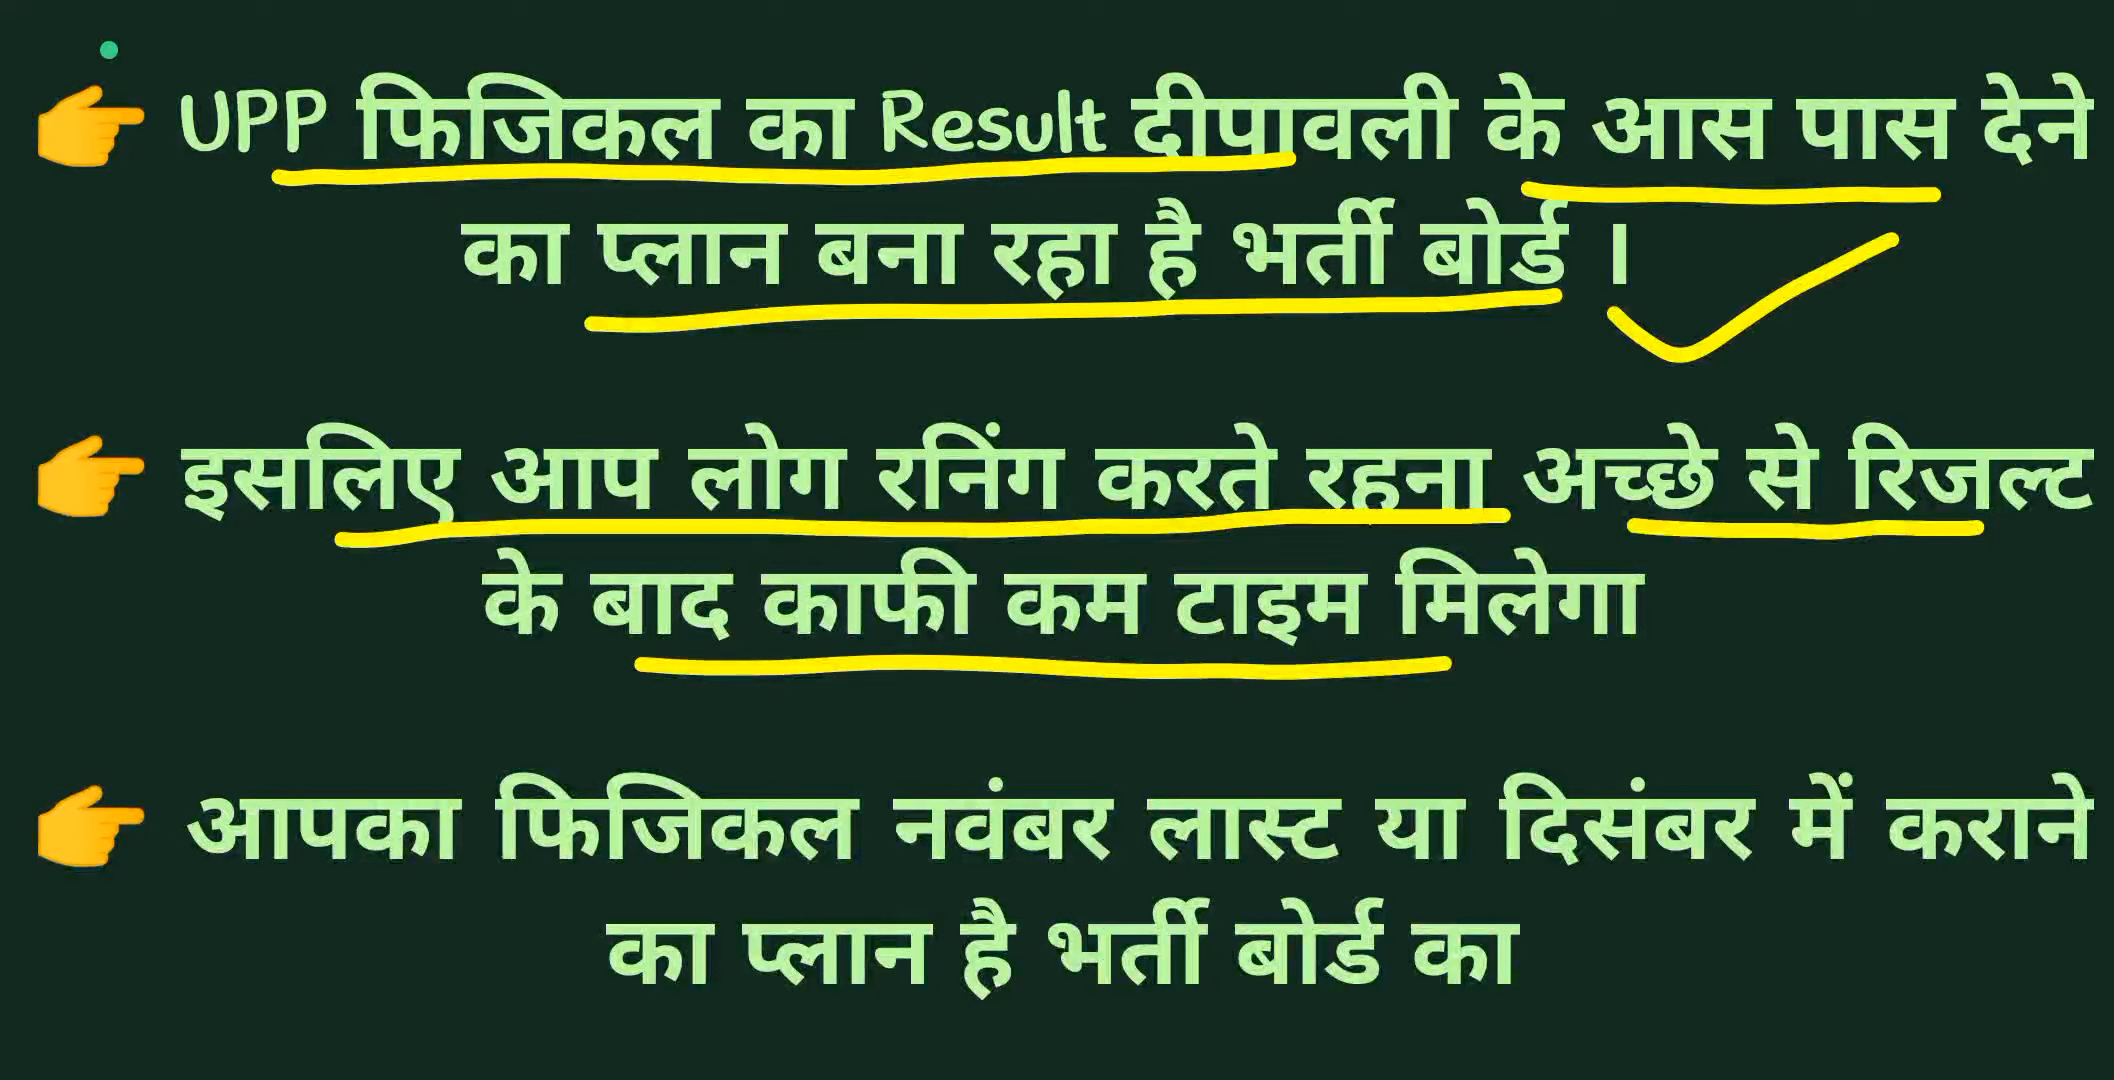 👉 UPP फिजिकल का Result दीपावली के आस पास देने
का प्लान बना रहा है भर्ती बोर्ड ।
👉 इसलिए आप लोग रनिंग करते रहना अच्छे से रिजल्ट
के बाद काफी कम टाइम मिलेगा
👉 आपका फिजिकल नवंबर लास्ट या दिसंबर में कराने
का प्लान है भर्ती बोर्ड का